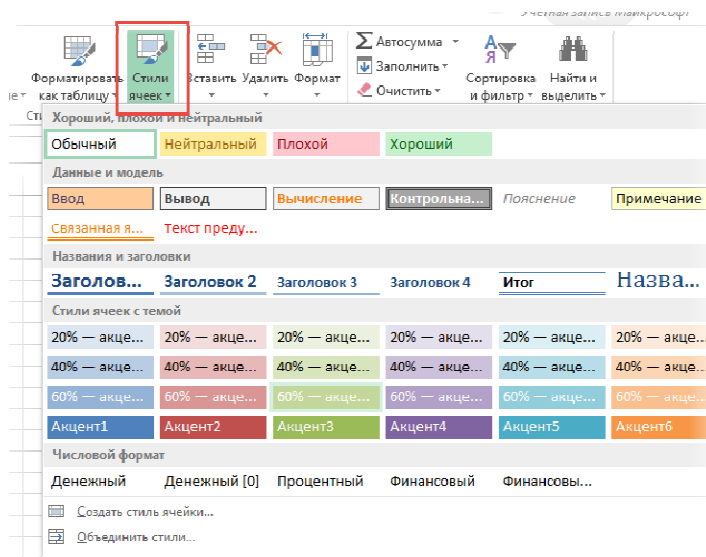 Учетная запись Майкрософт
Автосумма
Форматировать Стили Вставить Удалить Формат Заполнить Сортировка Найти и
как таблицу ячеек Очистить и фильтр выделить
Хороший, плохой и нейтральный
Обычный Нейтральный Плохой Хороший
Данные и модель
Ввод Вывод Вычисление Контрольна... Пояснение Примечание
Связанная я... Текст преду...
Названия и заголовки
Заголов... Заголовок 2 Заголовок 3 Заголовок 4 Итог Назва...
Стили ячеек с темой
20% — акце... 20% — акце... 20% — акце... 20% — акце... 20% — акце... 20% — акце...
40% — акце... 40% — акце... 40% — акце... 40% — акце... 40% — акце... 40% — акце...
60% — акце... 60% — акце... 60% — акце... 60% — акце... 60% — акце... 60% — акце...
Акцент1 Акцент2 Акцент3 Акцент4 Акцент5 Акцент6
Числовой формат
Денежный Денежный [0] Процентный Финансовый Финансовы...
Создать стиль ячейки...
Объединить стили...